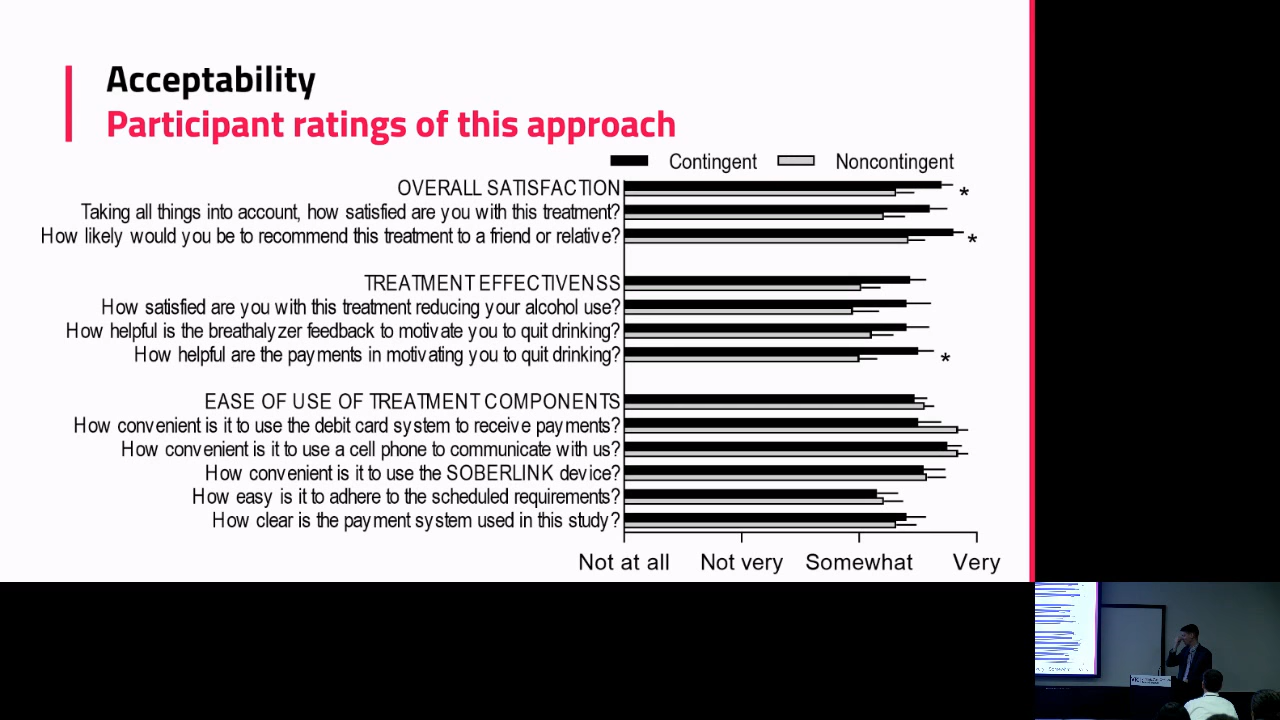 Acceptability
Participant ratings of this approach
Contingent Noncontingent
OVERALL SATISFACTION *
Taking all things into account, how satisfied are you with this treatment?
How likely would you be to recommend this treatment to a friend or relative? *
TREATMENT EFFECTIVENSS
How satisfied are you with this treatment reducing your alcohol use?
How helpful is the breathalyzer feedback to motivate you to quit drinking?
How helpful are the payments in motivating you to quit drinking? *
EASE OF USE OF TREATMENT COMPONENTS
How convenient is it to use the debit card system to receive payments?
How convenient is it to use a cell phone to communicate with us?
How convenient is it to use the SOBERLINK device?
How easy is it to adhere to the scheduled requirements?
How clear is the payment system used in this study?
Not at all Not very Somewhat Very